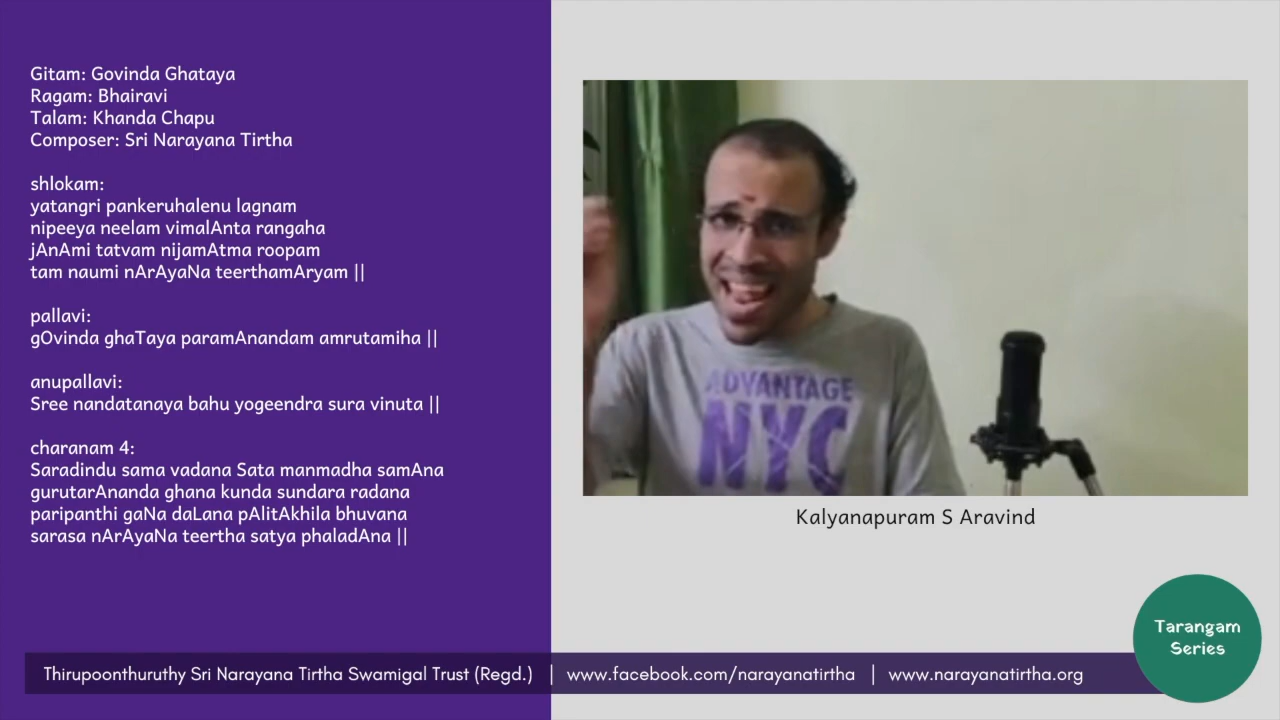 Gitam: Govinda Ghataya
Ragam: Bhairavi
Talam: Khanda Chapu
Composer: Sri Narayana Tirtha
shlokam:
yatangri pankeruhalenu lagnam
nipeeya neelam vimalAnta rangaha
jAnAmi tatvam nijamAtma roopam
tam naumi nArAyaNa teerthamAryam ||
pallavi:
gOvinda ghaTaya paramAnandam amrutamiha ||
anupallavi:
Sree nandatanaya bahu yogeendra sura vinuta ||
charanam 4:
Saradindu sama vadana Sata manmadha samAna
gurutarAnanda ghana kunda sundara radana
paripanthi gaNa daLana pAlitAkhila bhuvana
sarasa nArAyaNa teertha satya phaladAna ||
ADVANTAGE
NYC
Kalyanapuram S Aravind
Tarangam
Series
Thirupoonthuruthy Sri Narayana Tirtha Swamigal Trust (Regd.) | www.facebook.com/narayanatirtha | www.narayanatirtha.org